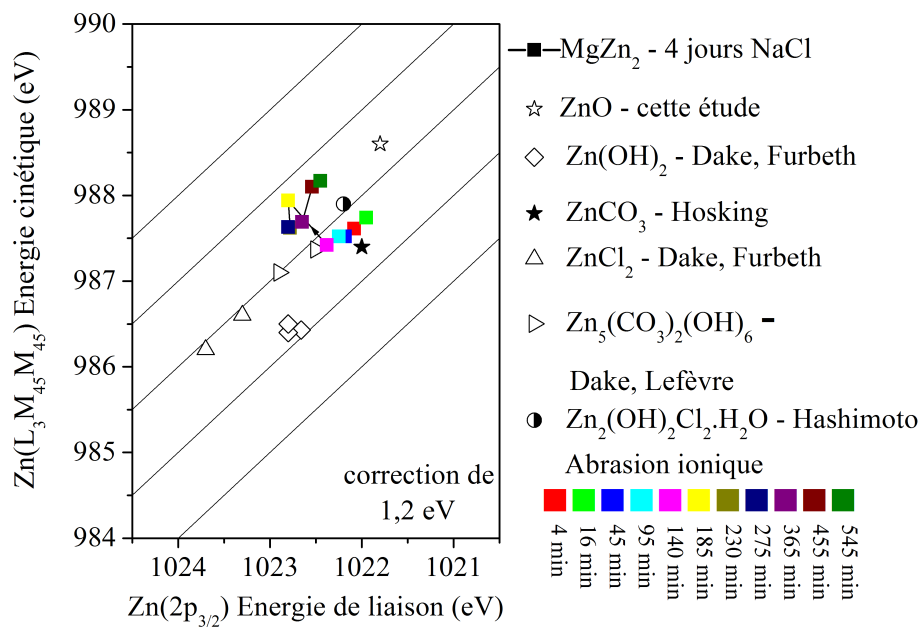 990
989
988
987
986
985
984
Zn(L₃M₄₅M₄₅) Energie cinétique (eV)
correction de
1,2 eV
1024 1023 1022 1021
Zn(2p₃/₂) Energie de liaison (eV)
MgZn₂ - 4 jours NaCl
ZnO - cette étude
Zn(OH)₂ - Dake, Furbeth
ZnCO₃ - Hosking
ZnCl₂ - Dake, Furbeth
Zn₅(CO₃)₂(OH)₆ -
Dake, Lefèvre
Zn₂(OH)₂Cl₂.H₂O - Hashimoto
Abrasion ionique
4 min
16 min
45 min
95 min
140 min
185 min
230 min
275 min
365 min
455 min
545 min